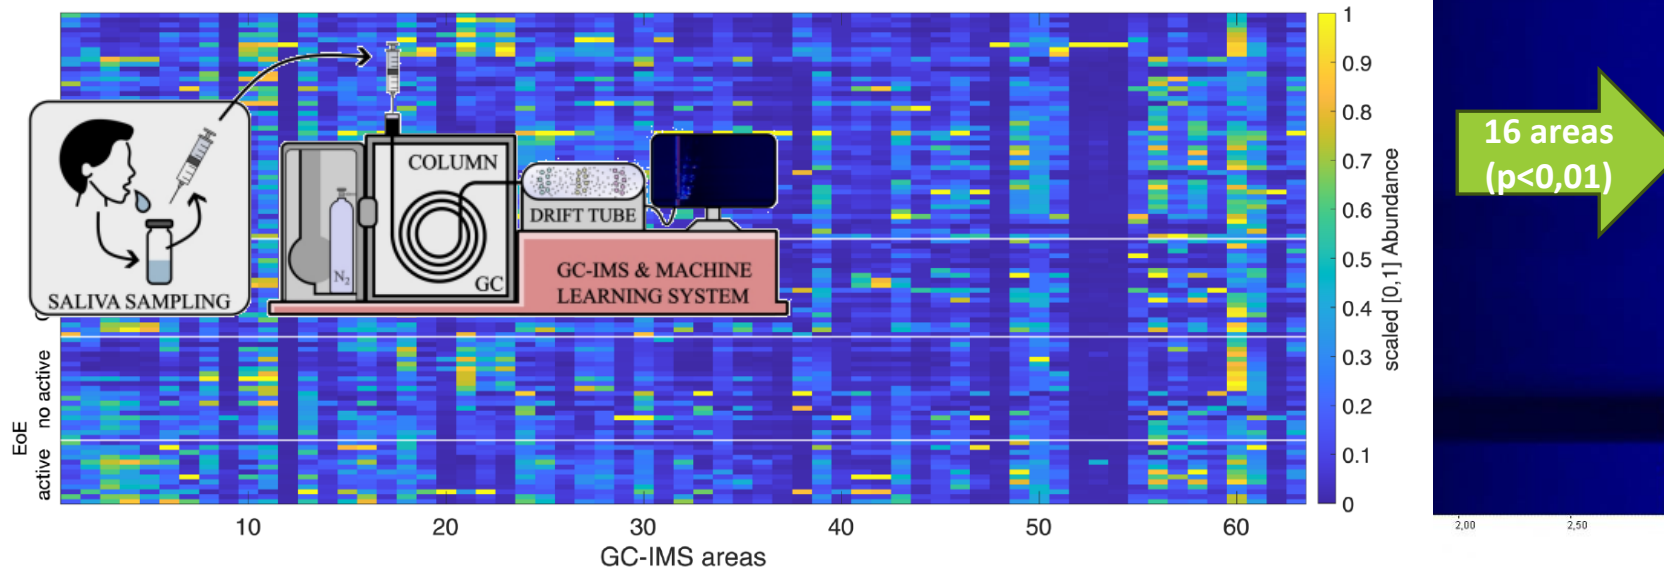 COLUMN
DRIFT TUBE
N2
GC
GC-IMS & MACHINE
LEARNING SYSTEM
SALIVA SAMPLING
EoE
no active
active
10
20
30
40
50
60
GC-IMS areas
1
0.9
0.8
0.7
0.6
0.5
0.4
0.3
0.2
0.1
0
scaled [0,1] Abundance
16 areas
(p<0,01)
2,00
2,50